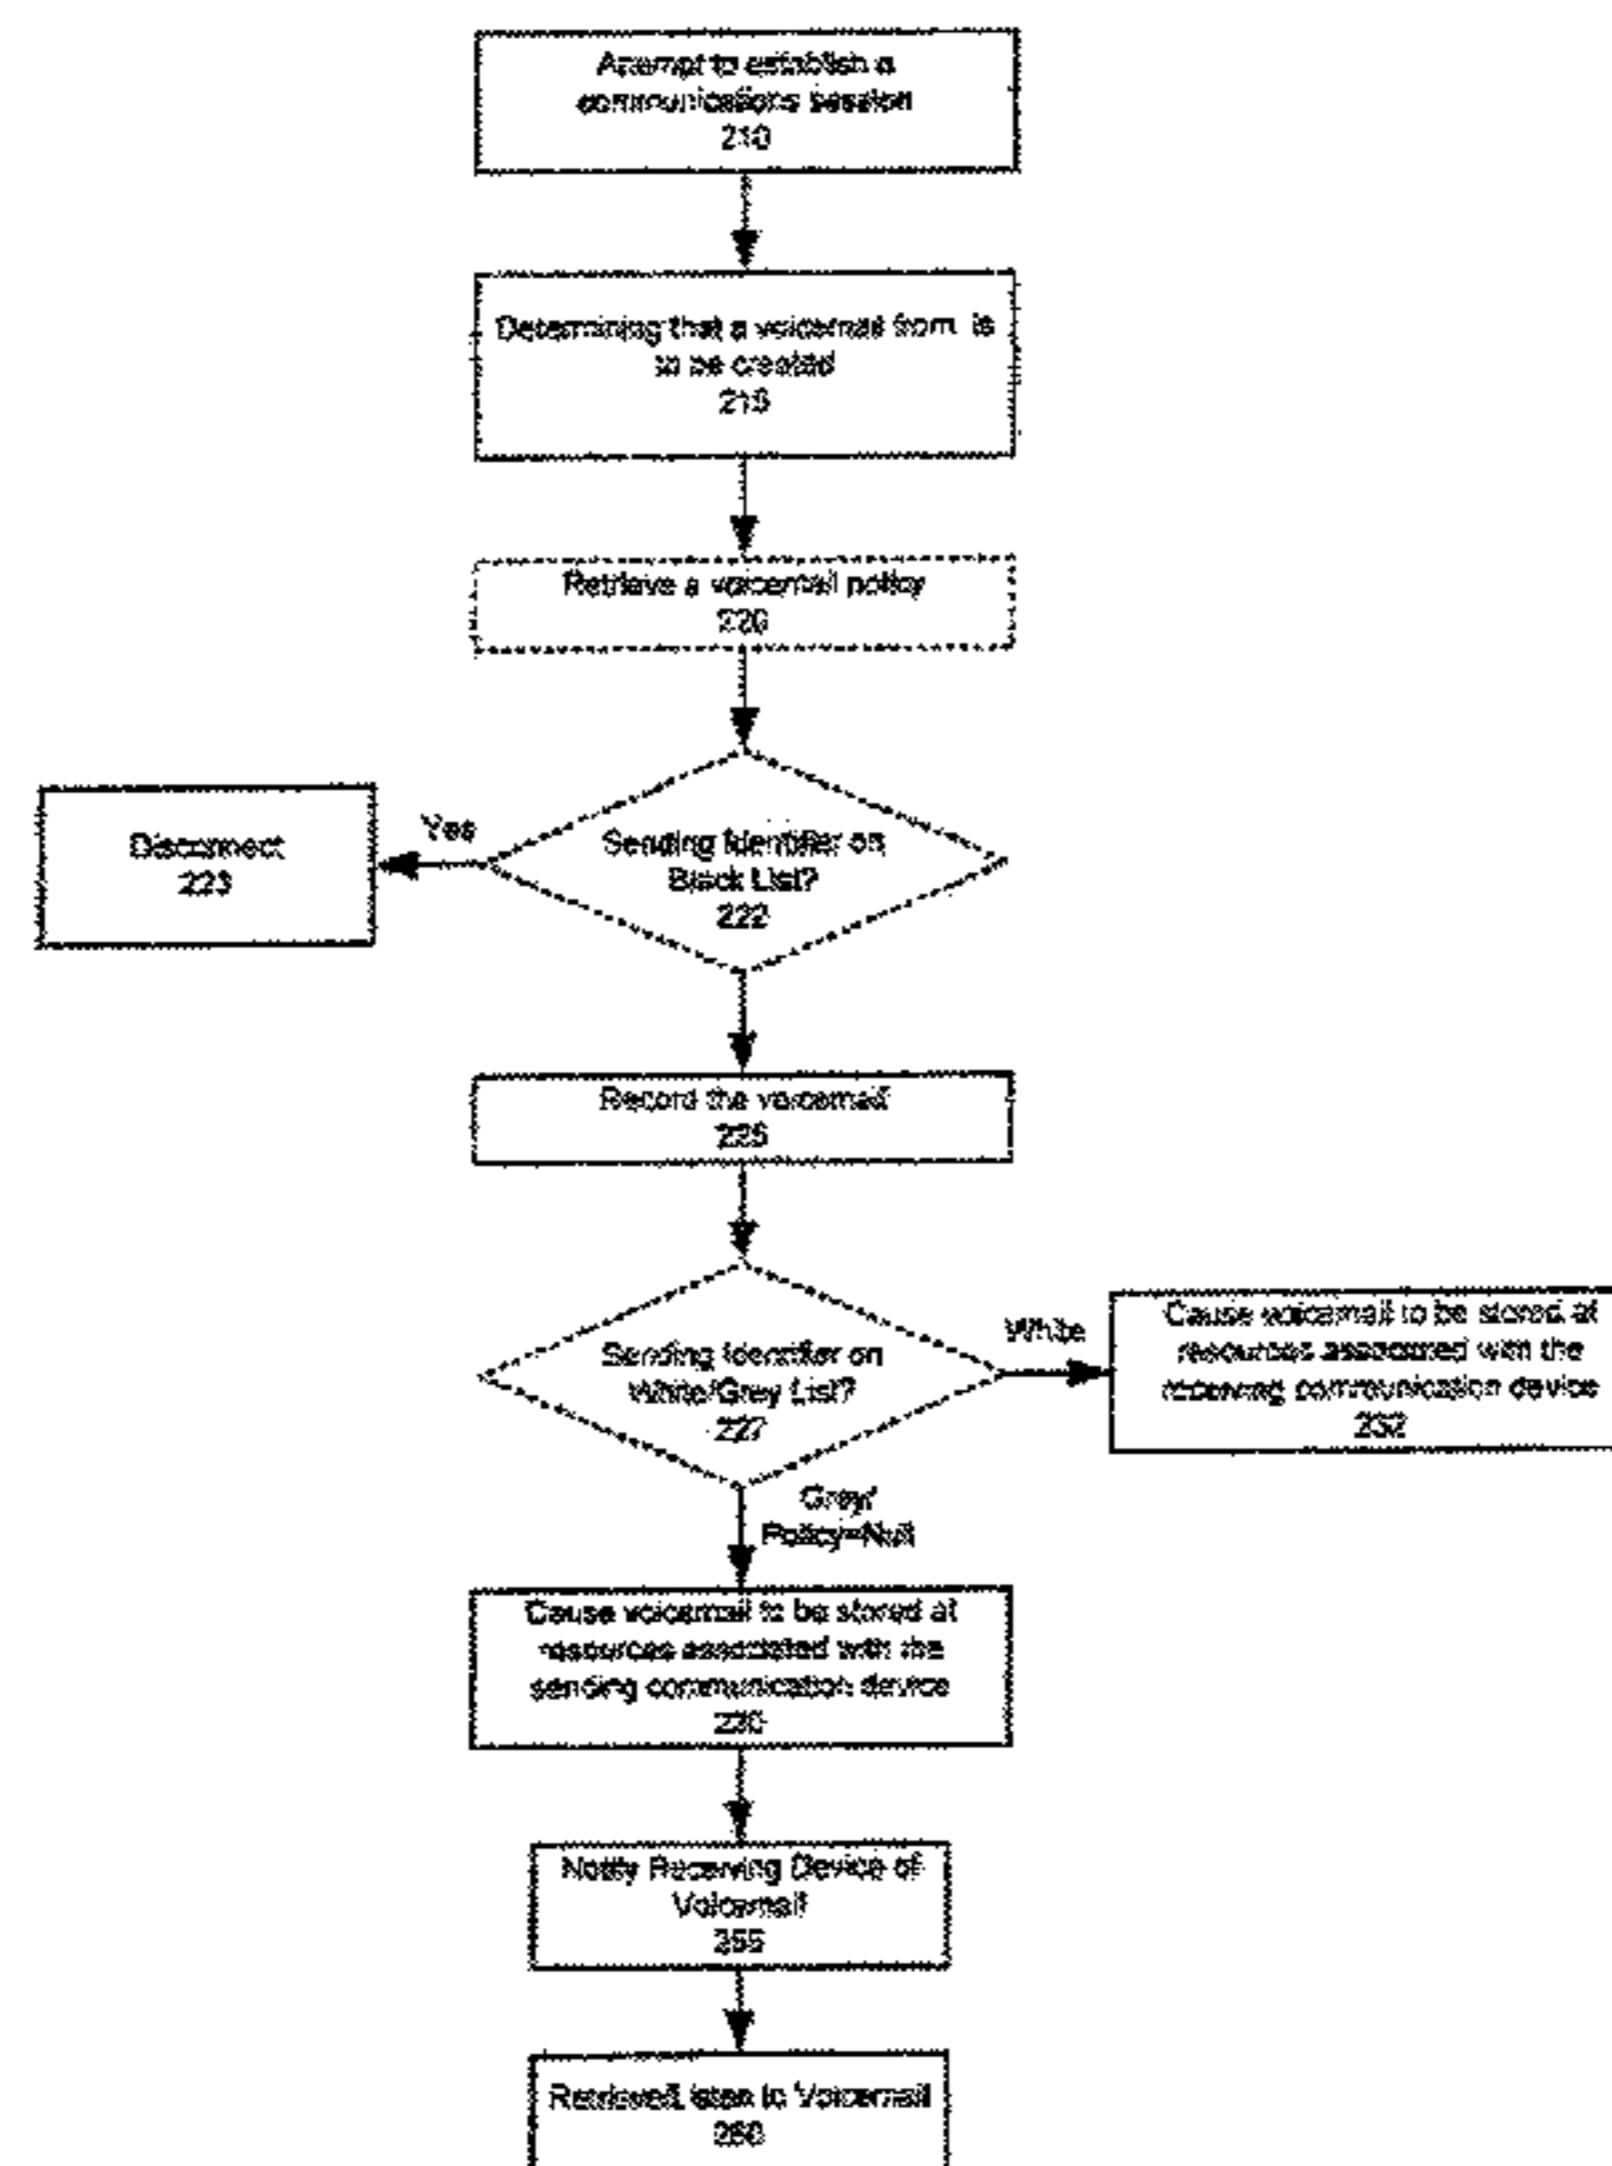 Attempt to establish a
communications session
210
Determining that a voicemail from is
to be created
215
Retrieve a voicemail policy
220
Yes
Disconnect
223
Sending Identifier on
Black List?
222
Record the voicemail
225
Sending Identifier on
White/Grey List?
227
White
Cause voicemail to be stored at
resources associated with the
receiving communication device
232
Grey/
Policy=Null
Cause voicemail to be stored at
resources associated with the
sending communication device
230
Notify Receiving Device of
Voicemail
255
Retrieve/Listen to Voicemail
260